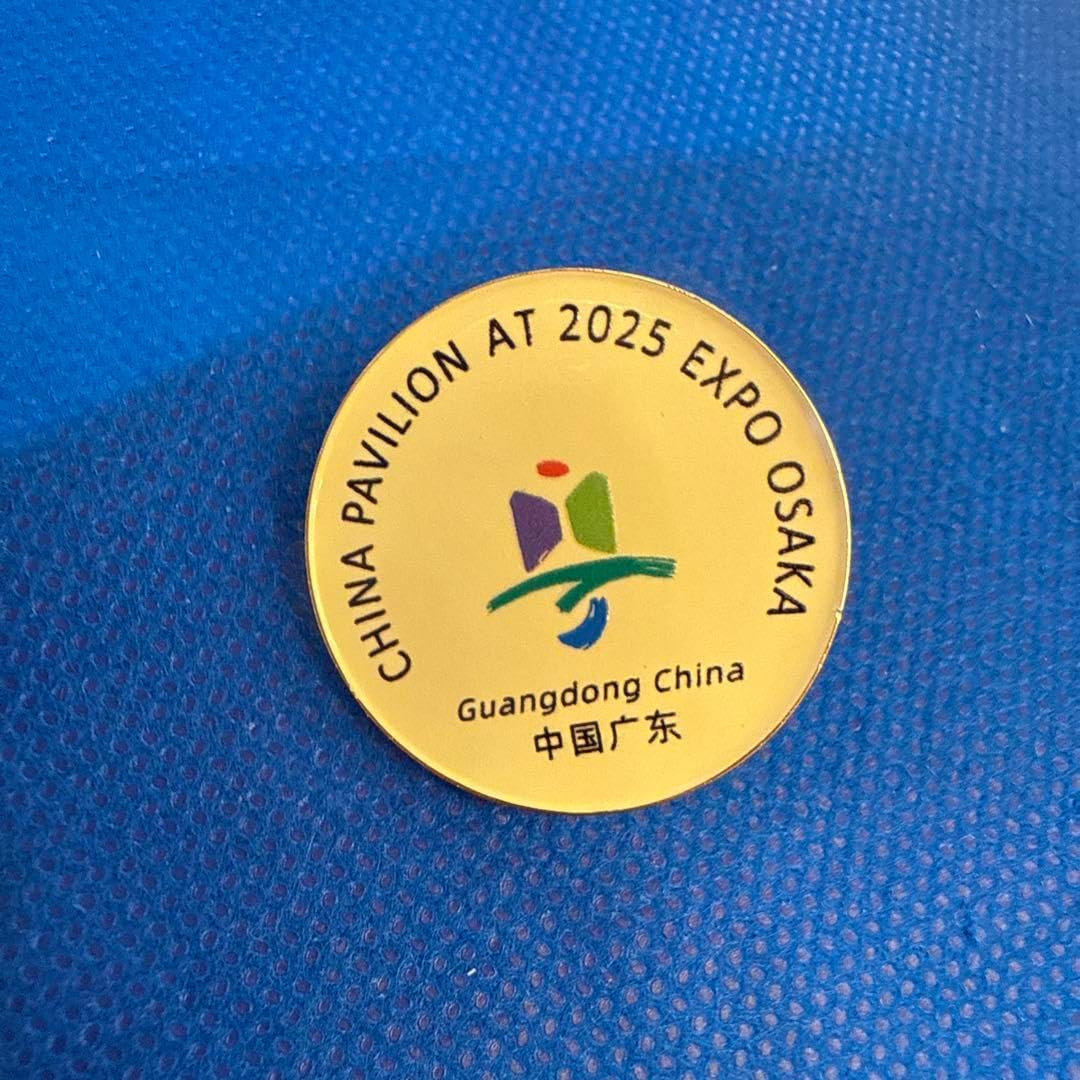 CHINA PAVILION AT 2025 EXPO OSAKA
Guangdong China
中国广东